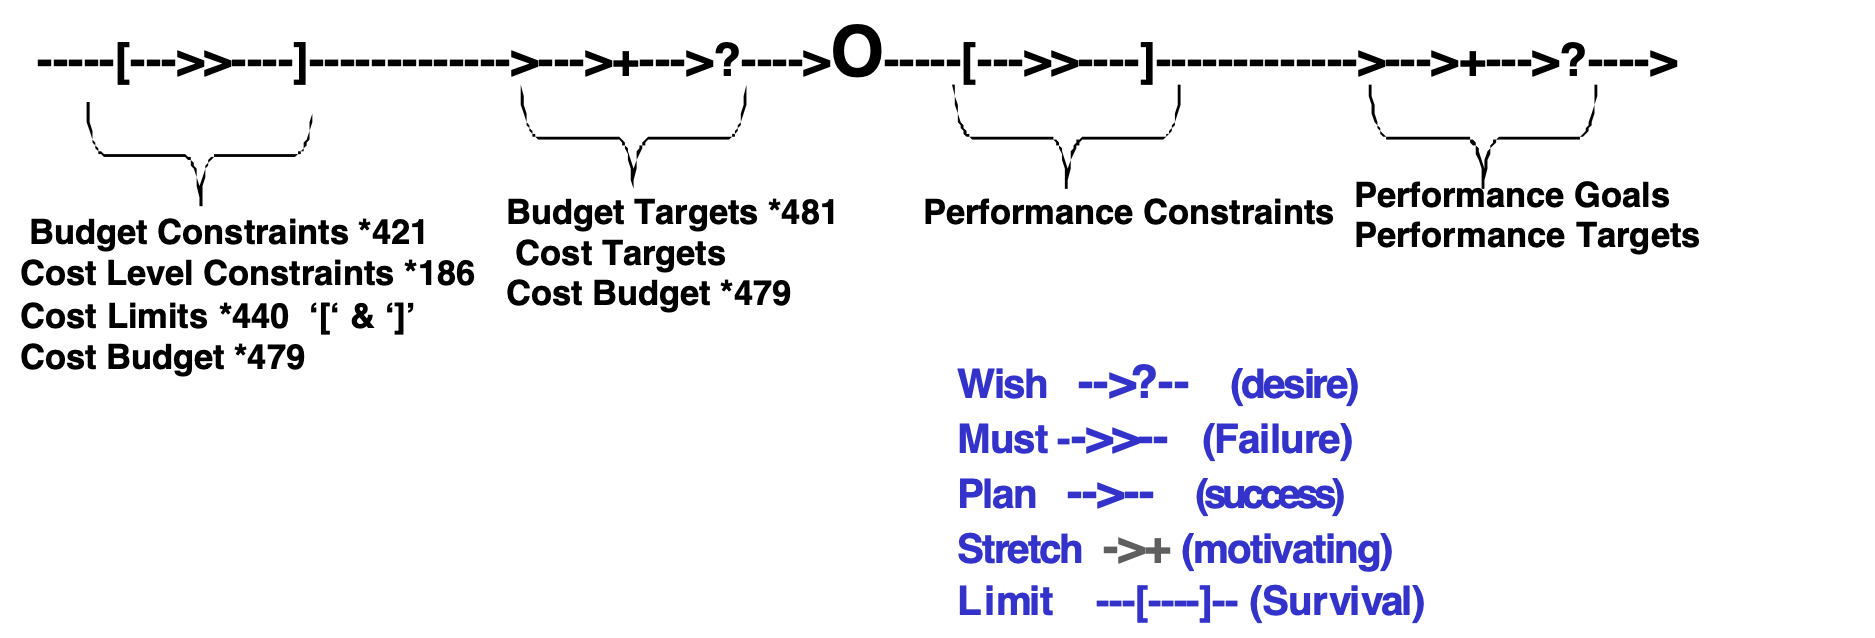 -----[--->>----]------------->--->+--->?---->O-----[--->>----]------------->--->+--->?---->
Budget Constraints *421
Cost Level Constraints *186
Cost Limits *440 ‘[‘ & ‘]’
Cost Budget *479
Budget Targets *481
Cost Targets
Cost Budget *479
Performance Constraints
Performance Goals
Performance Targets
Wish -->?-- (desire)
Must -->>-- (Failure)
Plan -->-- (success)
Stretch ->+ (motivating)
Limit ---[----]-- (Survival)